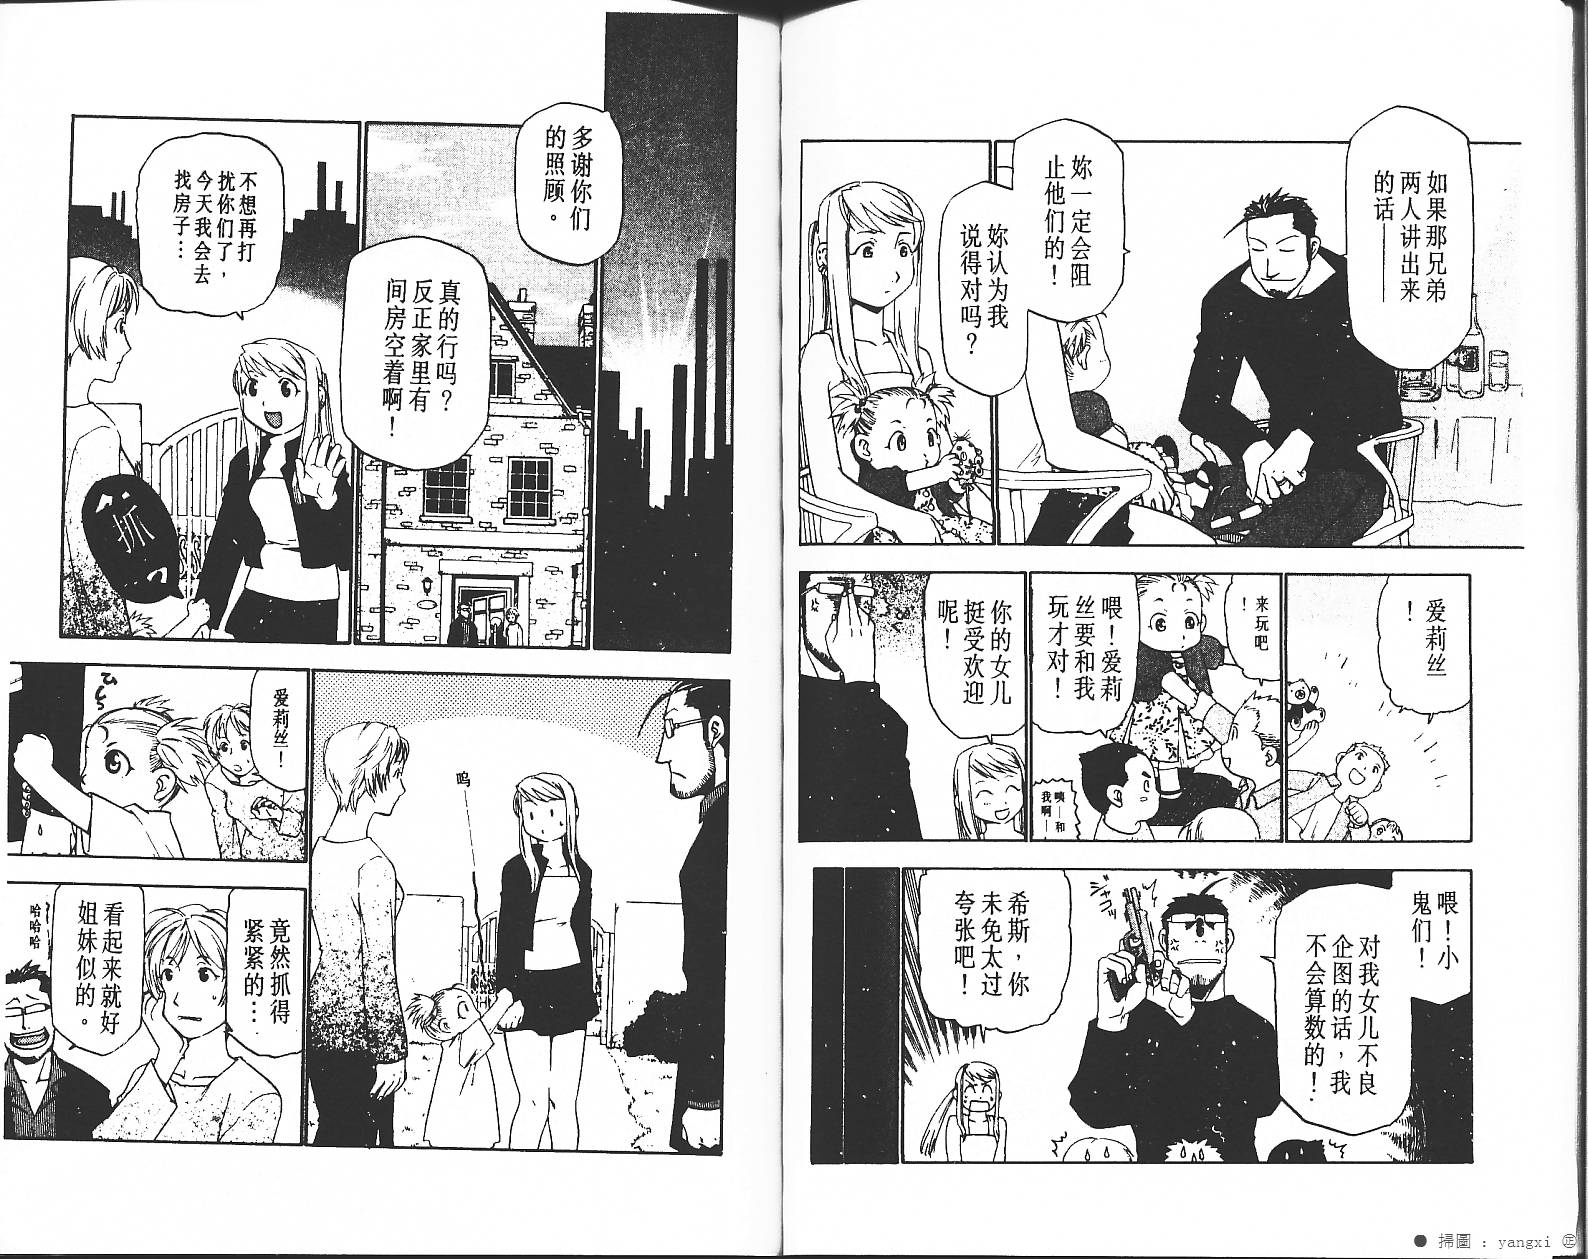 如果那兄弟
两人讲出来
的话——
妳一定会阻
止他们的！
妳认为我
说得对吗？
爱莉丝
！
来玩吧
！
喂！爱莉
丝要和我
玩才对！
咦——和
我啊——
你的女儿
挺受欢迎
呢！
喂！小
鬼们！
对我女儿不良
企图的话，我
不会算数的！
希斯，你
未免太过
夸张吧！
多谢你们
的照顾。
真的行吗？
反正家里有
间房空着啊！
不想再打
扰你们了，
今天我会去
找房子…
抓
呜
爱莉丝！
竟然抓得
紧紧的…
看起来就好
姐妹似的。
哈哈哈
● 掃圖：yangxi ㊣